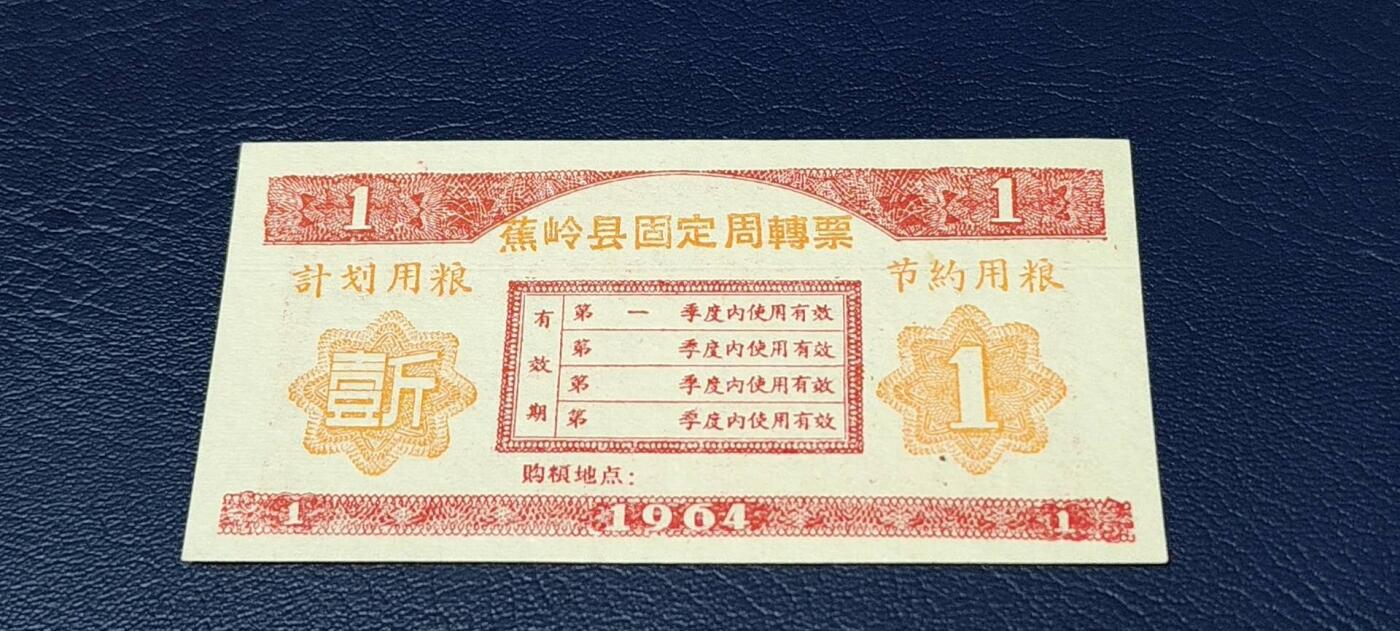 1 1
蕉岭县固定周轉票
計划用粮 节約用粮
有效期
第 一 季度内使用有效
第 季度内使用有效
第 季度内使用有效
第 季度内使用有效
壹斤 1
购粮地点：
1 1964 1